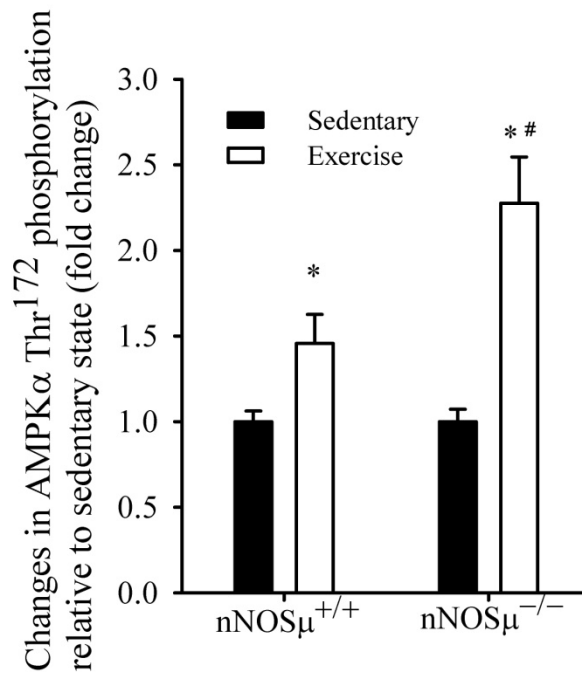 Changes in AMPKα Thr¹⁷² phosphorylation
relative to sedentary state (fold change)
3.0
2.5
2.0
1.5
1.0
0.5
0.0
Sedentary
Exercise
*
* #
nNOSμ⁺/⁺
nNOSμ⁻/⁻